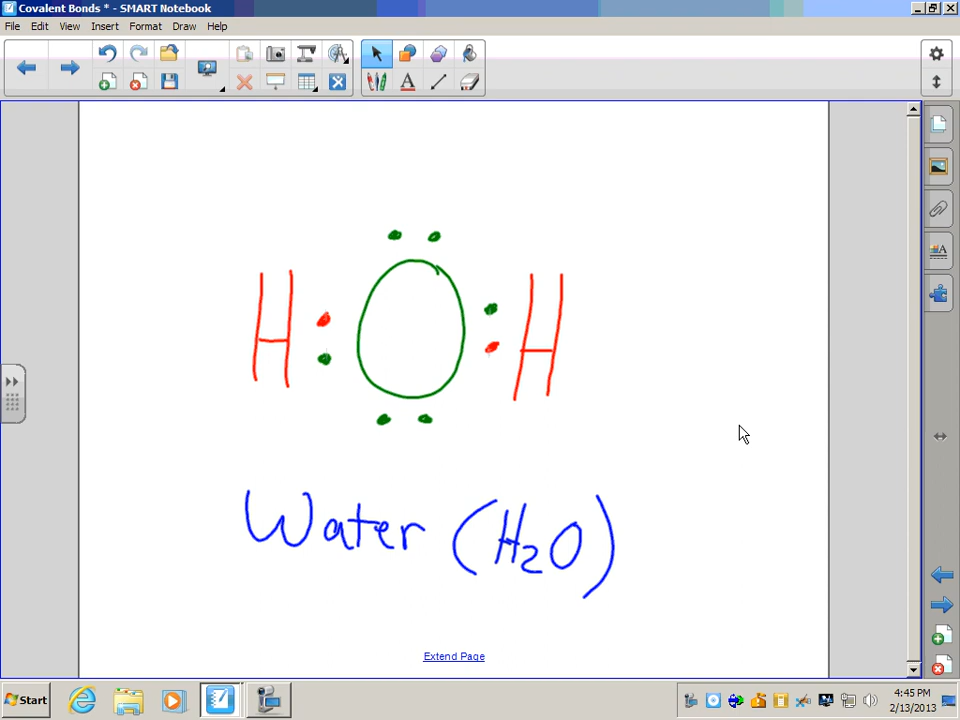 Covalent Bonds * - SMART Notebook
File Edit View Insert Format Draw Help
H O H
Water (H2O)
Extend Page
Start
4:45 PM
2/13/2013